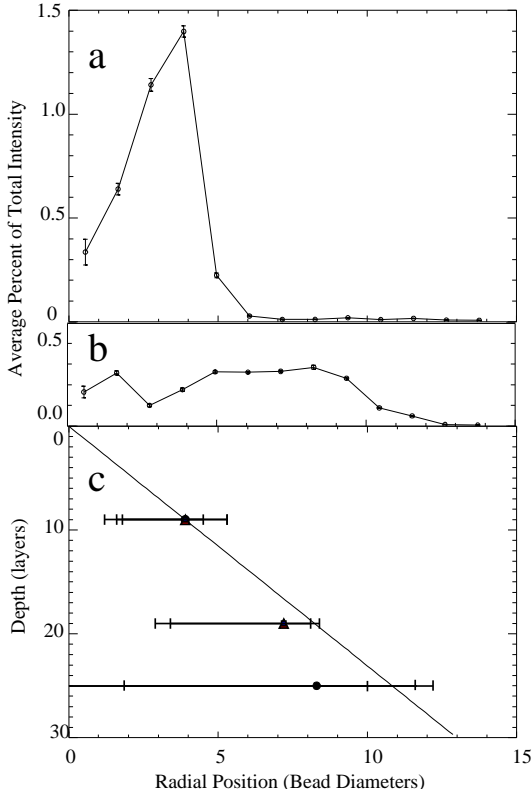 1.5
a
1.0
0.5
0
Average Percent of Total Intensity
b
0.5
0.0
0
c
10
20
30
Depth (layers)
0 5 10 15
Radial Position (Bead Diameters)